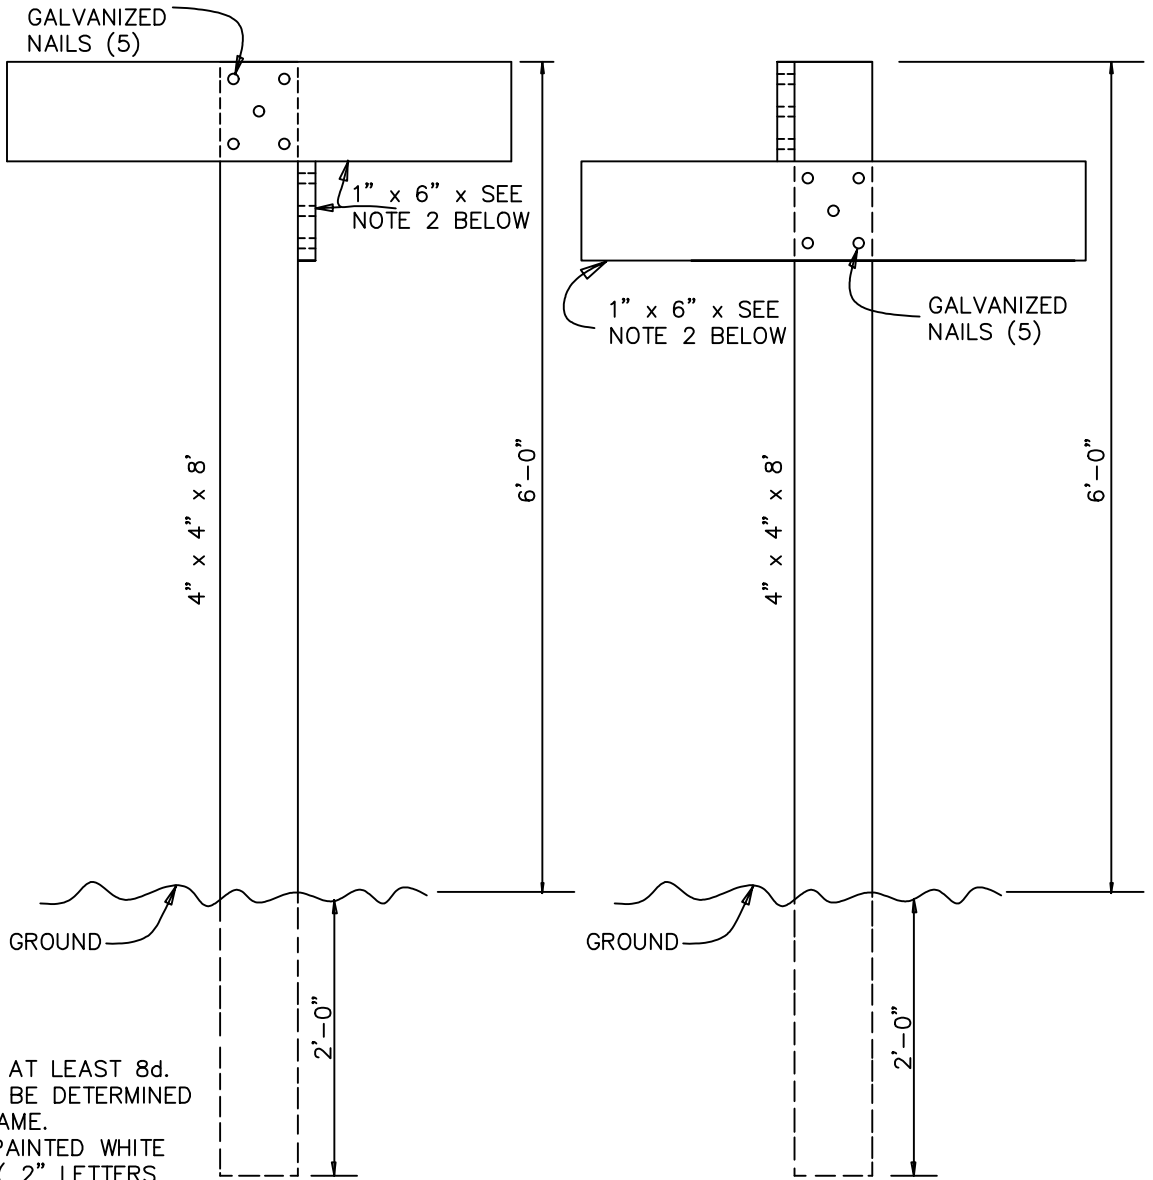 GALVANIZED
NAILS (5)
1" x 6" x SEE
NOTE 2 BELOW
4" x 4" x 8'
6'-0"
GROUND
2'-0"
1" x 6" x SEE
NOTE 2 BELOW
GALVANIZED
NAILS (5)
4" x 4" x 8'
6'-0"
GROUND
2'-0"
AT LEAST 8d.
BE DETERMINED
AME.
PAINTED WHITE
2" LETTERS